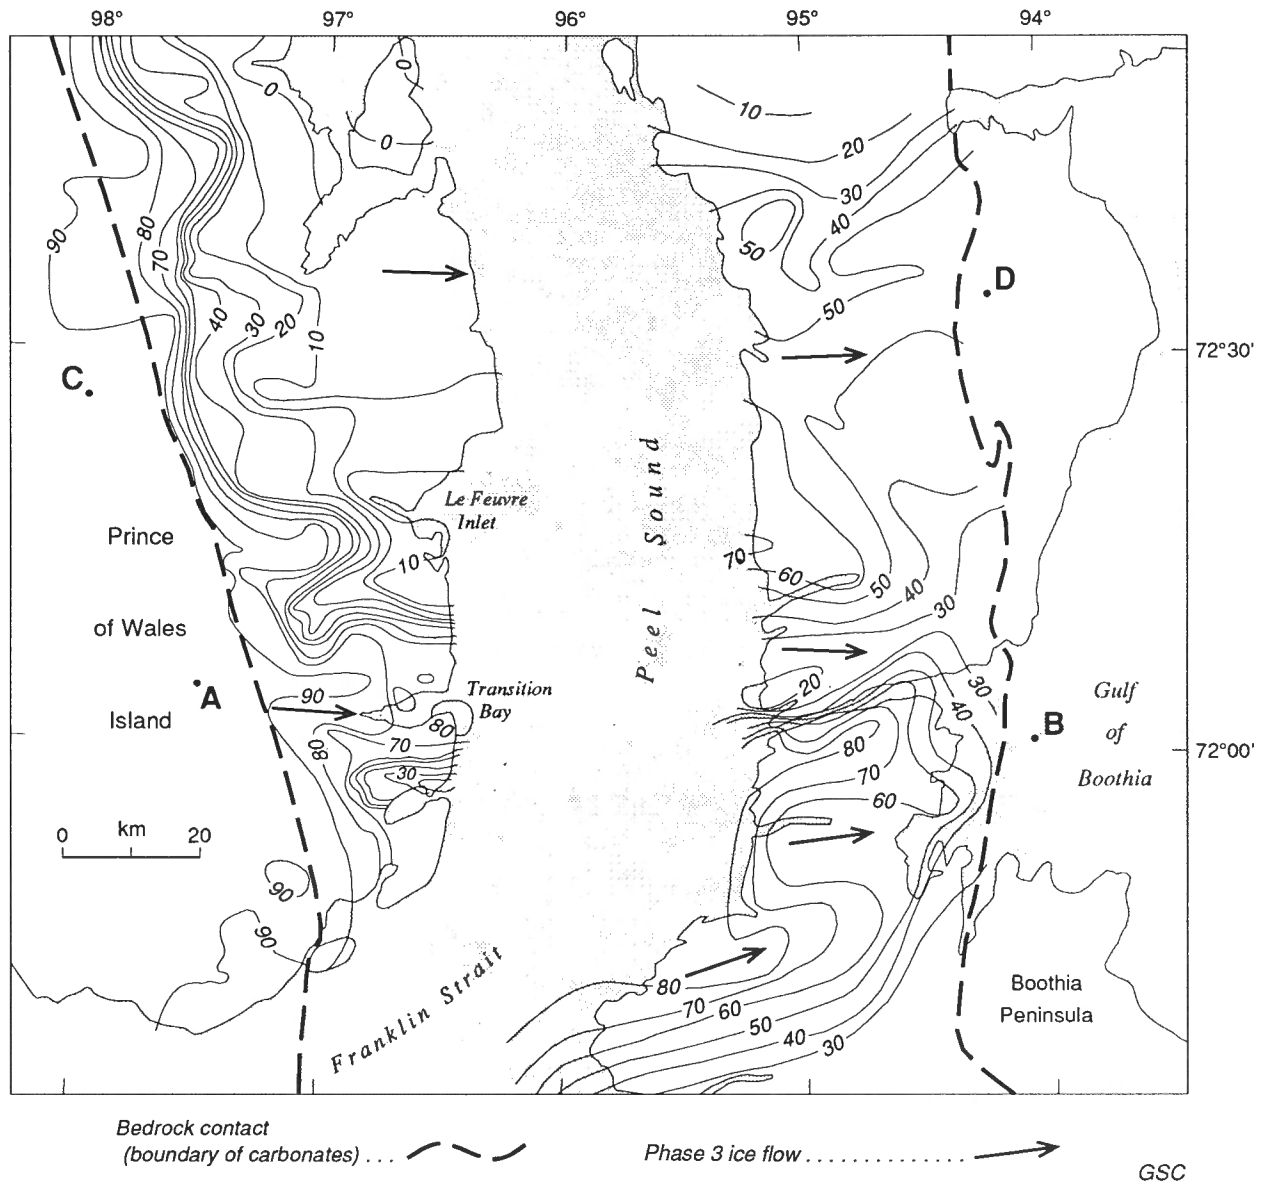 98°
97°
96°
95°
94°
0
0
0
10
20
30
40
50
90
80
70
40
30
20
10
50
D
C
72°30'
Le Feuvre
Inlet
Peel Sound
10
70
60
50
40
30
Prince
of Wales
Island
A
90
Transition
Bay
80
80
70
30
20
30
40
B
Gulf
of
Boothia
72°00'
80
70
60
0 km 20
90
90
Franklin Strait
80
70
60
50
40
30
Boothia
Peninsula
Bedrock contact
(boundary of carbonates) . . .
Phase 3 ice flow . . . . . . . . . . . . . .
GSC